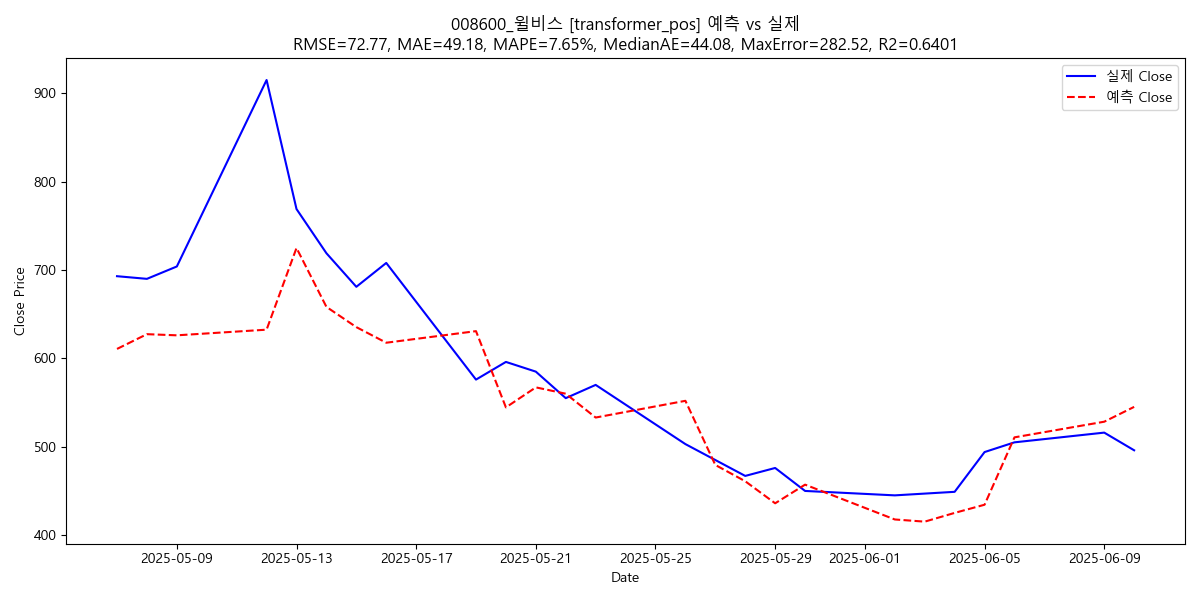 008600_윌비스 [transformer_pos] 예측 vs 실제
RMSE=72.77, MAE=49.18, MAPE=7.65%, MedianAE=44.08, MaxError=282.52, R2=0.6401
실제 Close
예측 Close
Close Price
900
800
700
600
500
400
2025-05-09
2025-05-13
2025-05-17
2025-05-21
2025-05-25
2025-05-29
2025-06-01
2025-06-05
2025-06-09
Date